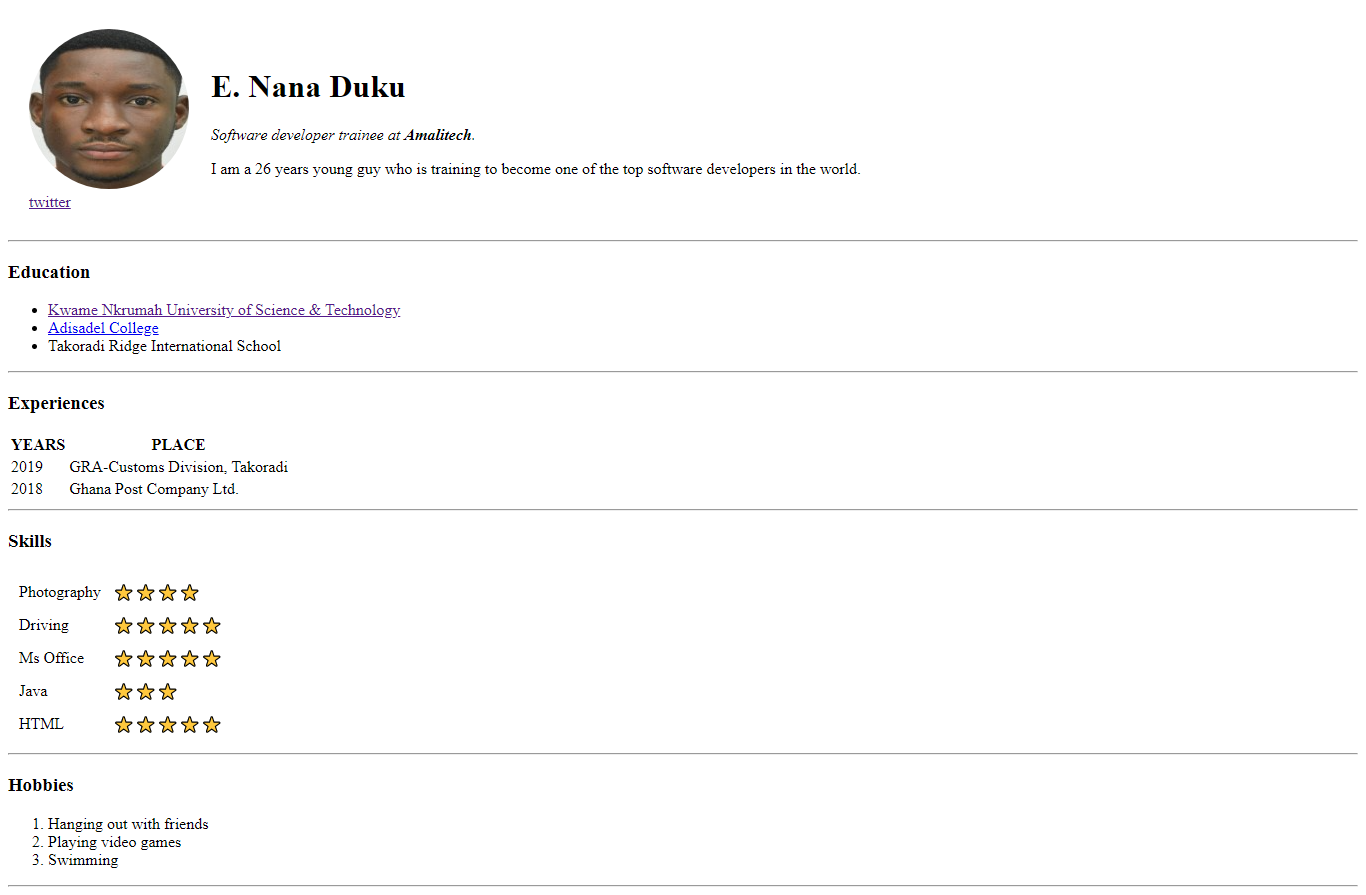 E. Nana Duku
Software developer trainee at Amalitech.
I am a 26 years young guy who is training to become one of the top software developers in the world.
twitter
Education
Kwame Nkrumah University of Science & Technology
Adisadel College
Takoradi Ridge International School
Experiences
YEARS PLACE
2019 GRA-Customs Division, Takoradi
2018 Ghana Post Company Ltd.
Skills
Photography
Driving
Ms Office
Java
HTML
Hobbies
1. Hanging out with friends
2. Playing video games
3. Swimming